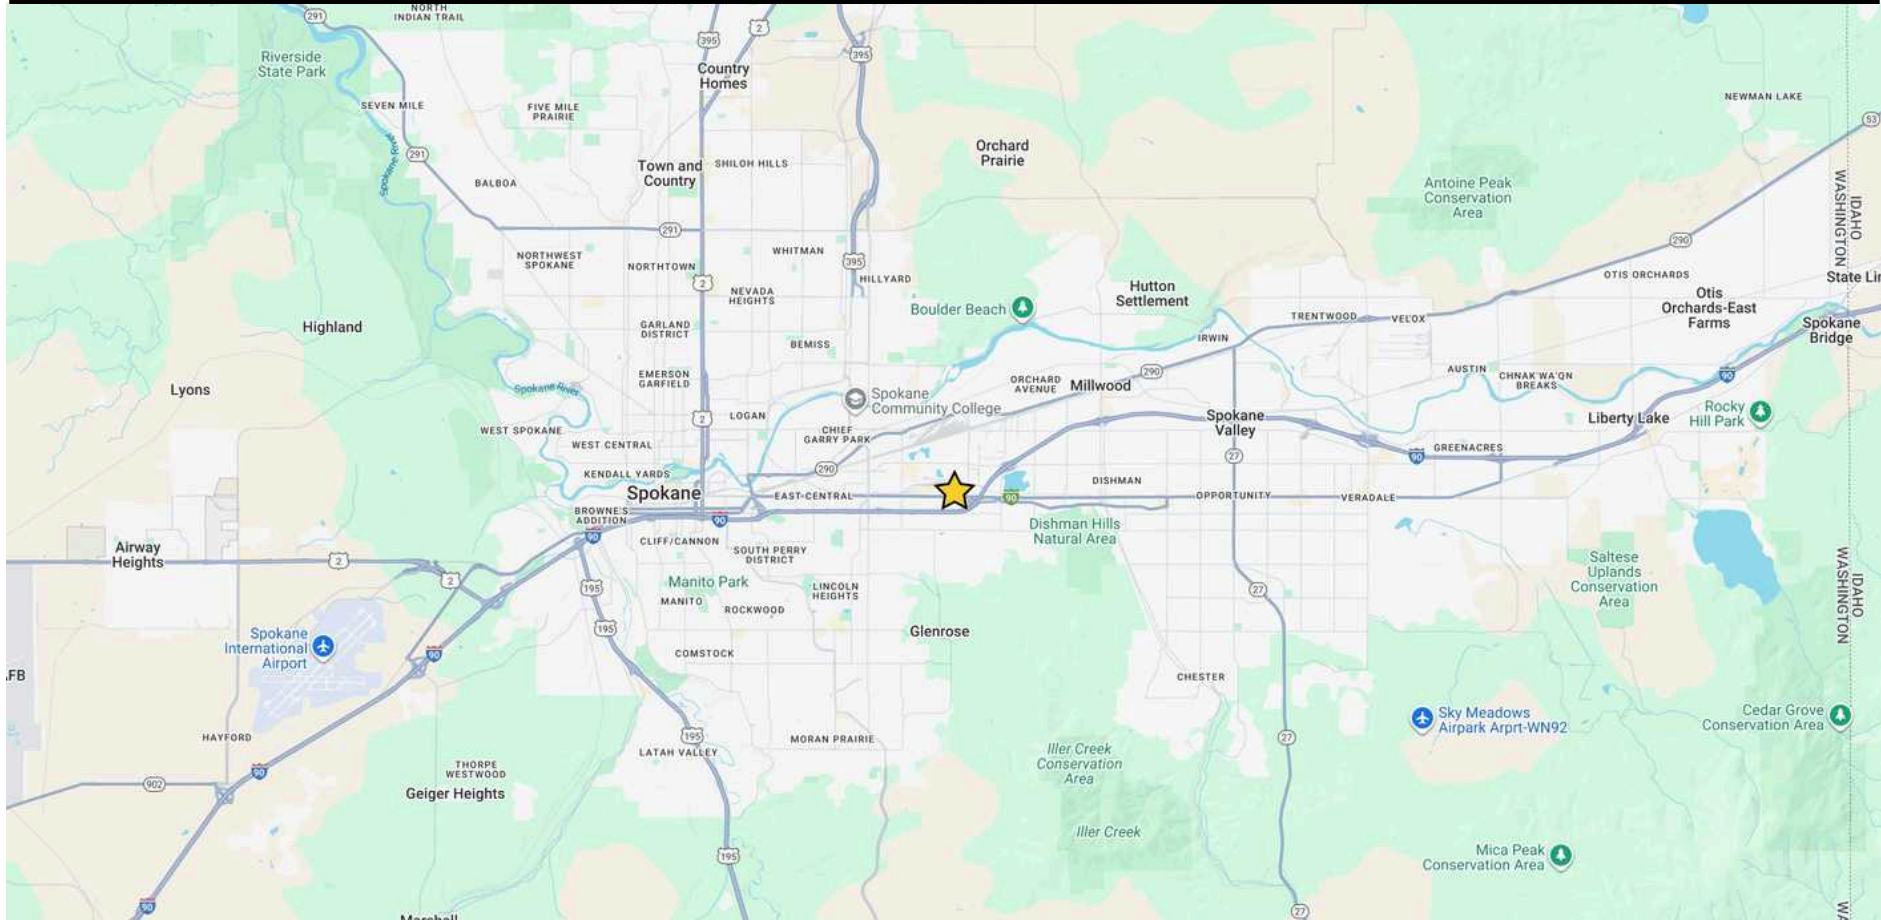 NORTH
INDIAN TRAIL
291
395
2
395
Riverside
State Park
Country
Homes
SEVEN MILE
FIVE MILE
PRAIRIE
NEWMAN LAKE
53
Spokane Riv
291
Orchard
Prairie
Town and
Country
SHILOH HILLS
BALBOA
Antoine Peak
Conservation
Area
IDAHO
WASHINGTON
291
290
NORTHWEST
SPOKANE
NORTHTOWN
WHITMAN
395
HILLYARD
2
NEVADA
HEIGHTS
Hutton
Settlement
OTIS ORCHARDS
State Lin
Otis
Orchards-East
Farms
Boulder Beach
Highland
GARLAND
DISTRICT
BEMISS
IRWIN
TRENTWOOD
VELOX
Spokane
Bridge
Lyons
EMERSON
GARFIELD
Spokane River
Spokane
Community College
ORCHARD
AVENUE
Millwood
290
AUSTIN
CHNAK'WA'QN
BREAKS
90
2
LOGAN
WEST SPOKANE
WEST CENTRAL
CHIEF
GARRY PARK
Spokane
Valley
Liberty Lake
Rocky
Hill Park
27
90
GREENACRES
KENDALL YARDS
290
Spokane
EAST CENTRAL
90
DISHMAN
OPPORTUNITY
VERADALE
BROWNE'S
ADDITION
90
90
Dishman Hills
Natural Area
CLIFF/CANNON
SOUTH PERRY
DISTRICT
Airway
Heights
2
2
195
Manito Park
MANITO
ROCKWOOD
LINCOLN
HEIGHTS
27
Saltese
Uplands
Conservation
Area
IDAHO
WASHINGTON
195
Glenrose
Spokane
International
Airport
90
COMSTOCK
.FB
CHESTER
Sky Meadows
Airpark Arprt-WN92
Cedar Grove
Conservation Area
HAYFORD
195
LATAH VALLEY
MORAN PRAIRIE
27
Iller Creek
Conservation
Area
902
90
THORPE
WESTWOOD
Geiger Heights
Iller Creek
195
Mica Peak
Conservation Area
90
Marshall
27
WA